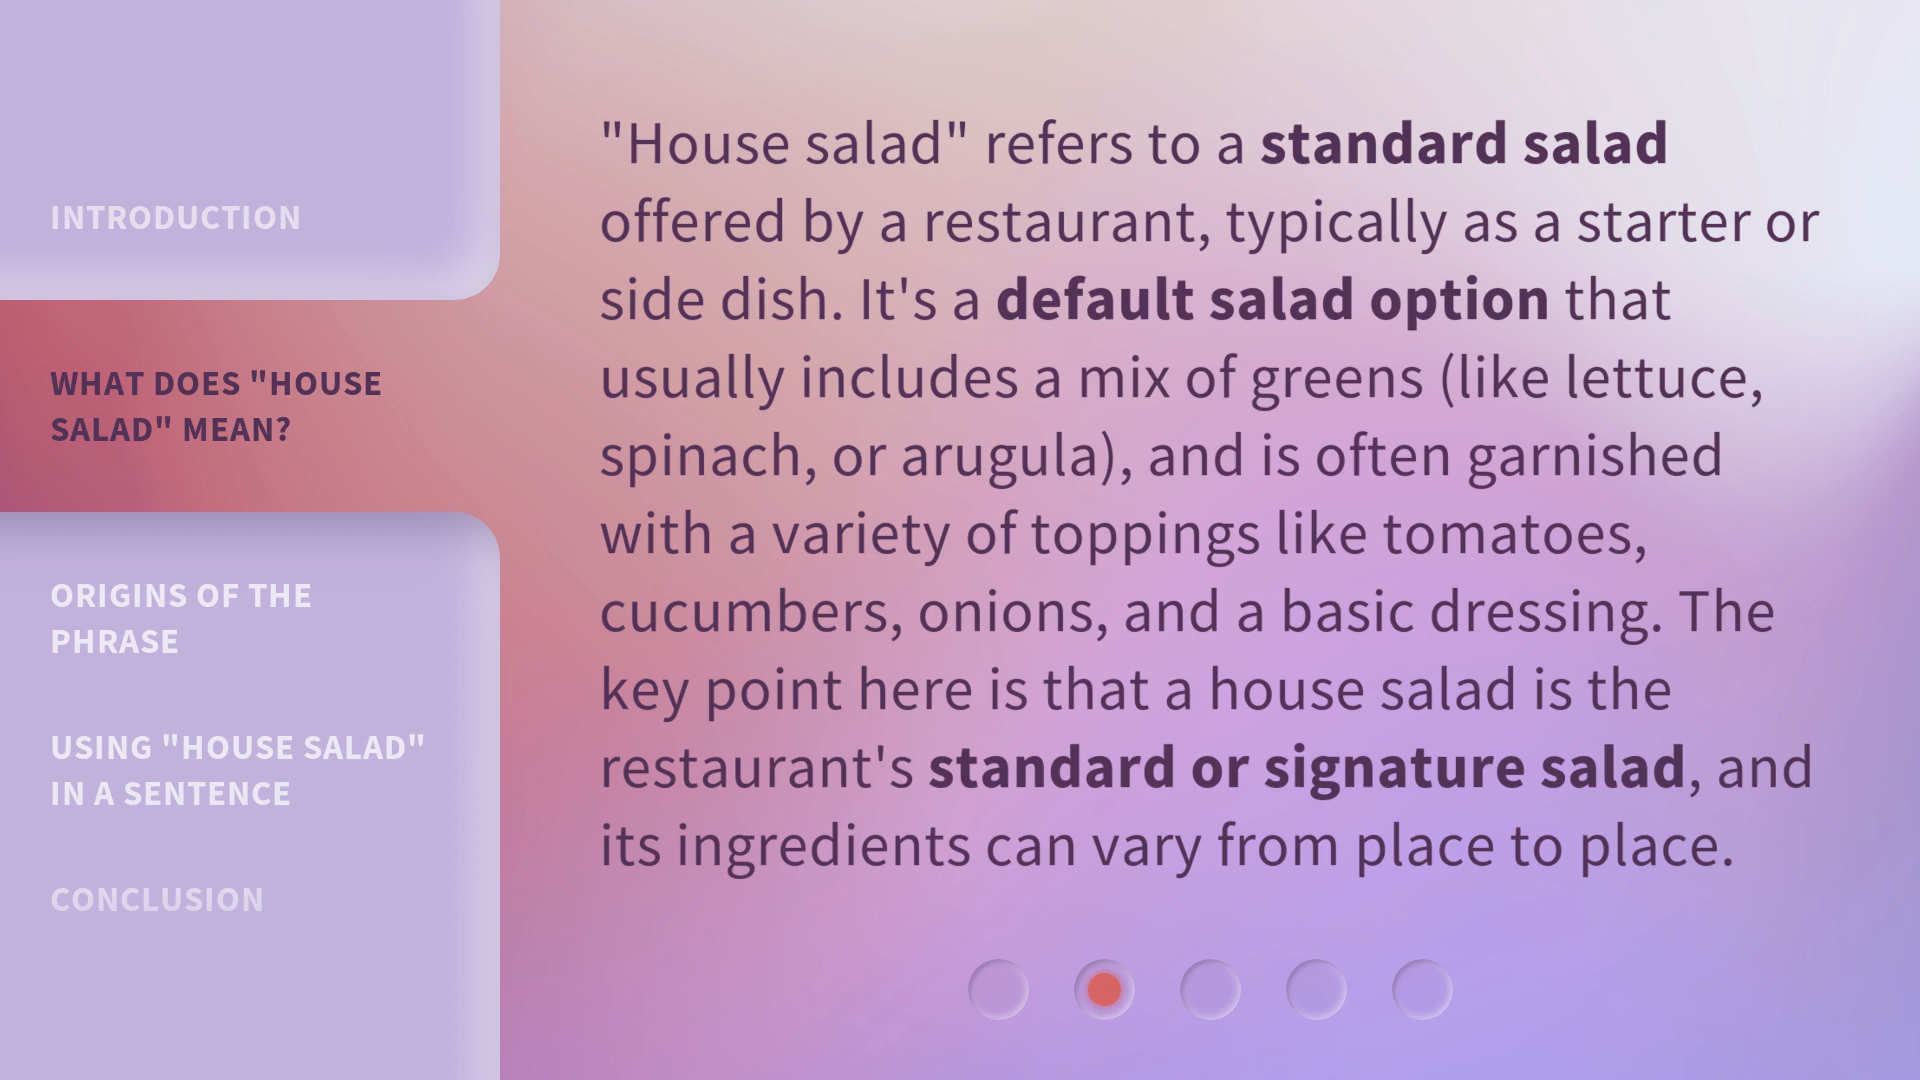 INTRODUCTION
WHAT DOES "HOUSE
SALAD" MEAN?
ORIGINS OF THE
PHRASE
USING "HOUSE SALAD"
IN A SENTENCE
CONCLUSION
"House salad" refers to a standard salad
offered by a restaurant, typically as a starter or
side dish. It's a default salad option that
usually includes a mix of greens (like lettuce,
spinach, or arugula), and is often garnished
with a variety of toppings like tomatoes,
cucumbers, onions, and a basic dressing. The
key point here is that a house salad is the
restaurant's standard or signature salad, and
its ingredients can vary from place to place.